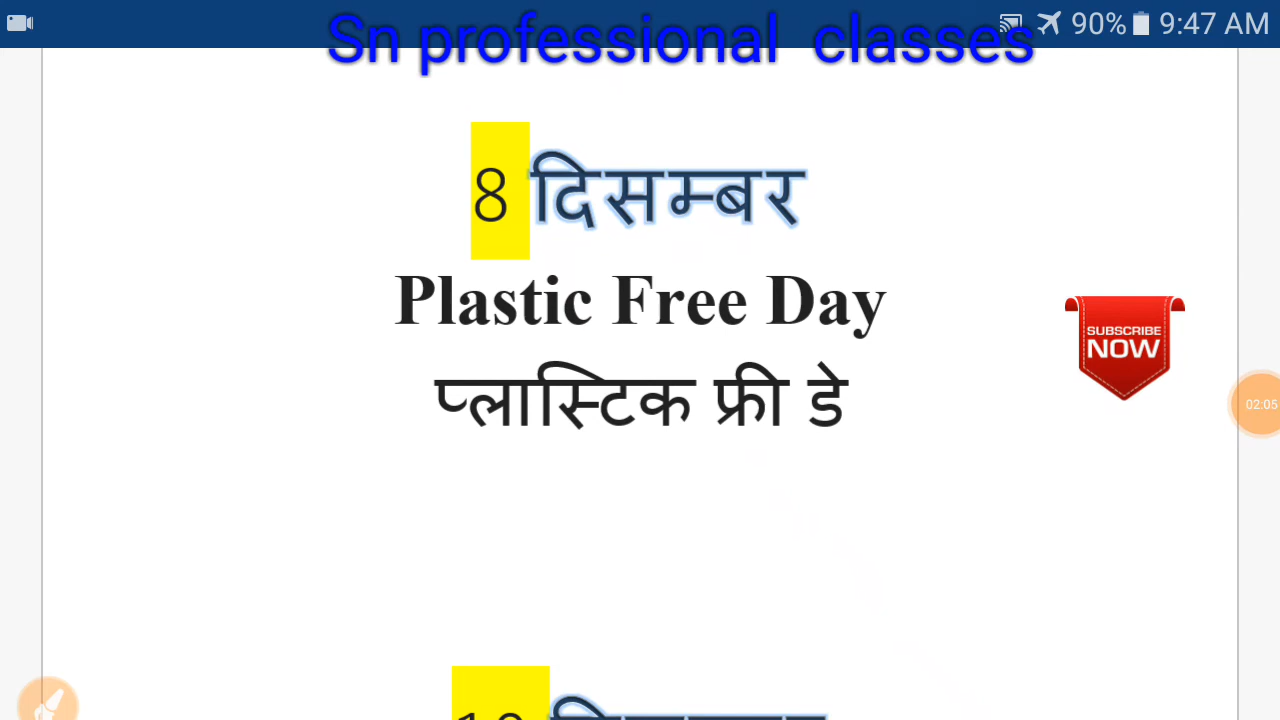 90% 9:47 AM
Sn professional classes
8 दिसम्बर
Plastic Free Day
प्लास्टिक फ्री डे
SUBSCRIBE
NOW
02:05